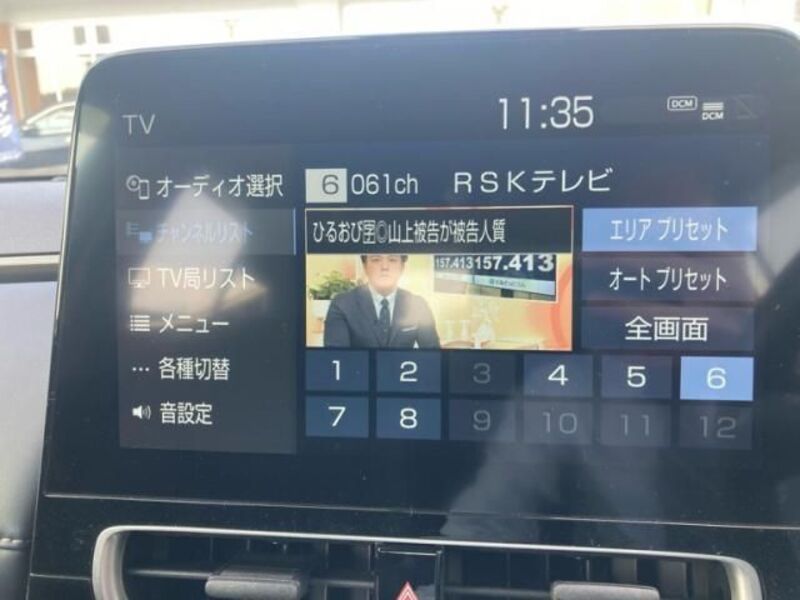 TV
11:35
DCM
DCM
オーディオ選択
6 061ch RSKテレビ
チャンネルリスト
ひるおび🈑◎山上被告が被告人質
エリア プリセット
157.413 157.413
TV局リスト
オート プリセット
メニュー
全画面
各種切替
1 2 3 4 5 6
音設定
7 8 9 10 11 12